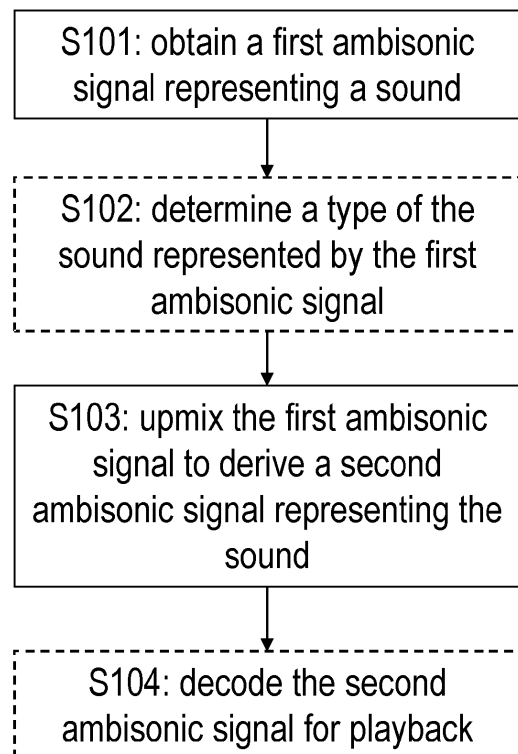 S101: obtain a first ambisonic
signal representing a sound
S102: determine a type of the
sound represented by the first
ambisonic signal
S103: upmix the first ambisonic
signal to derive a second
ambisonic signal representing the
sound
S104: decode the second
ambisonic signal for playback